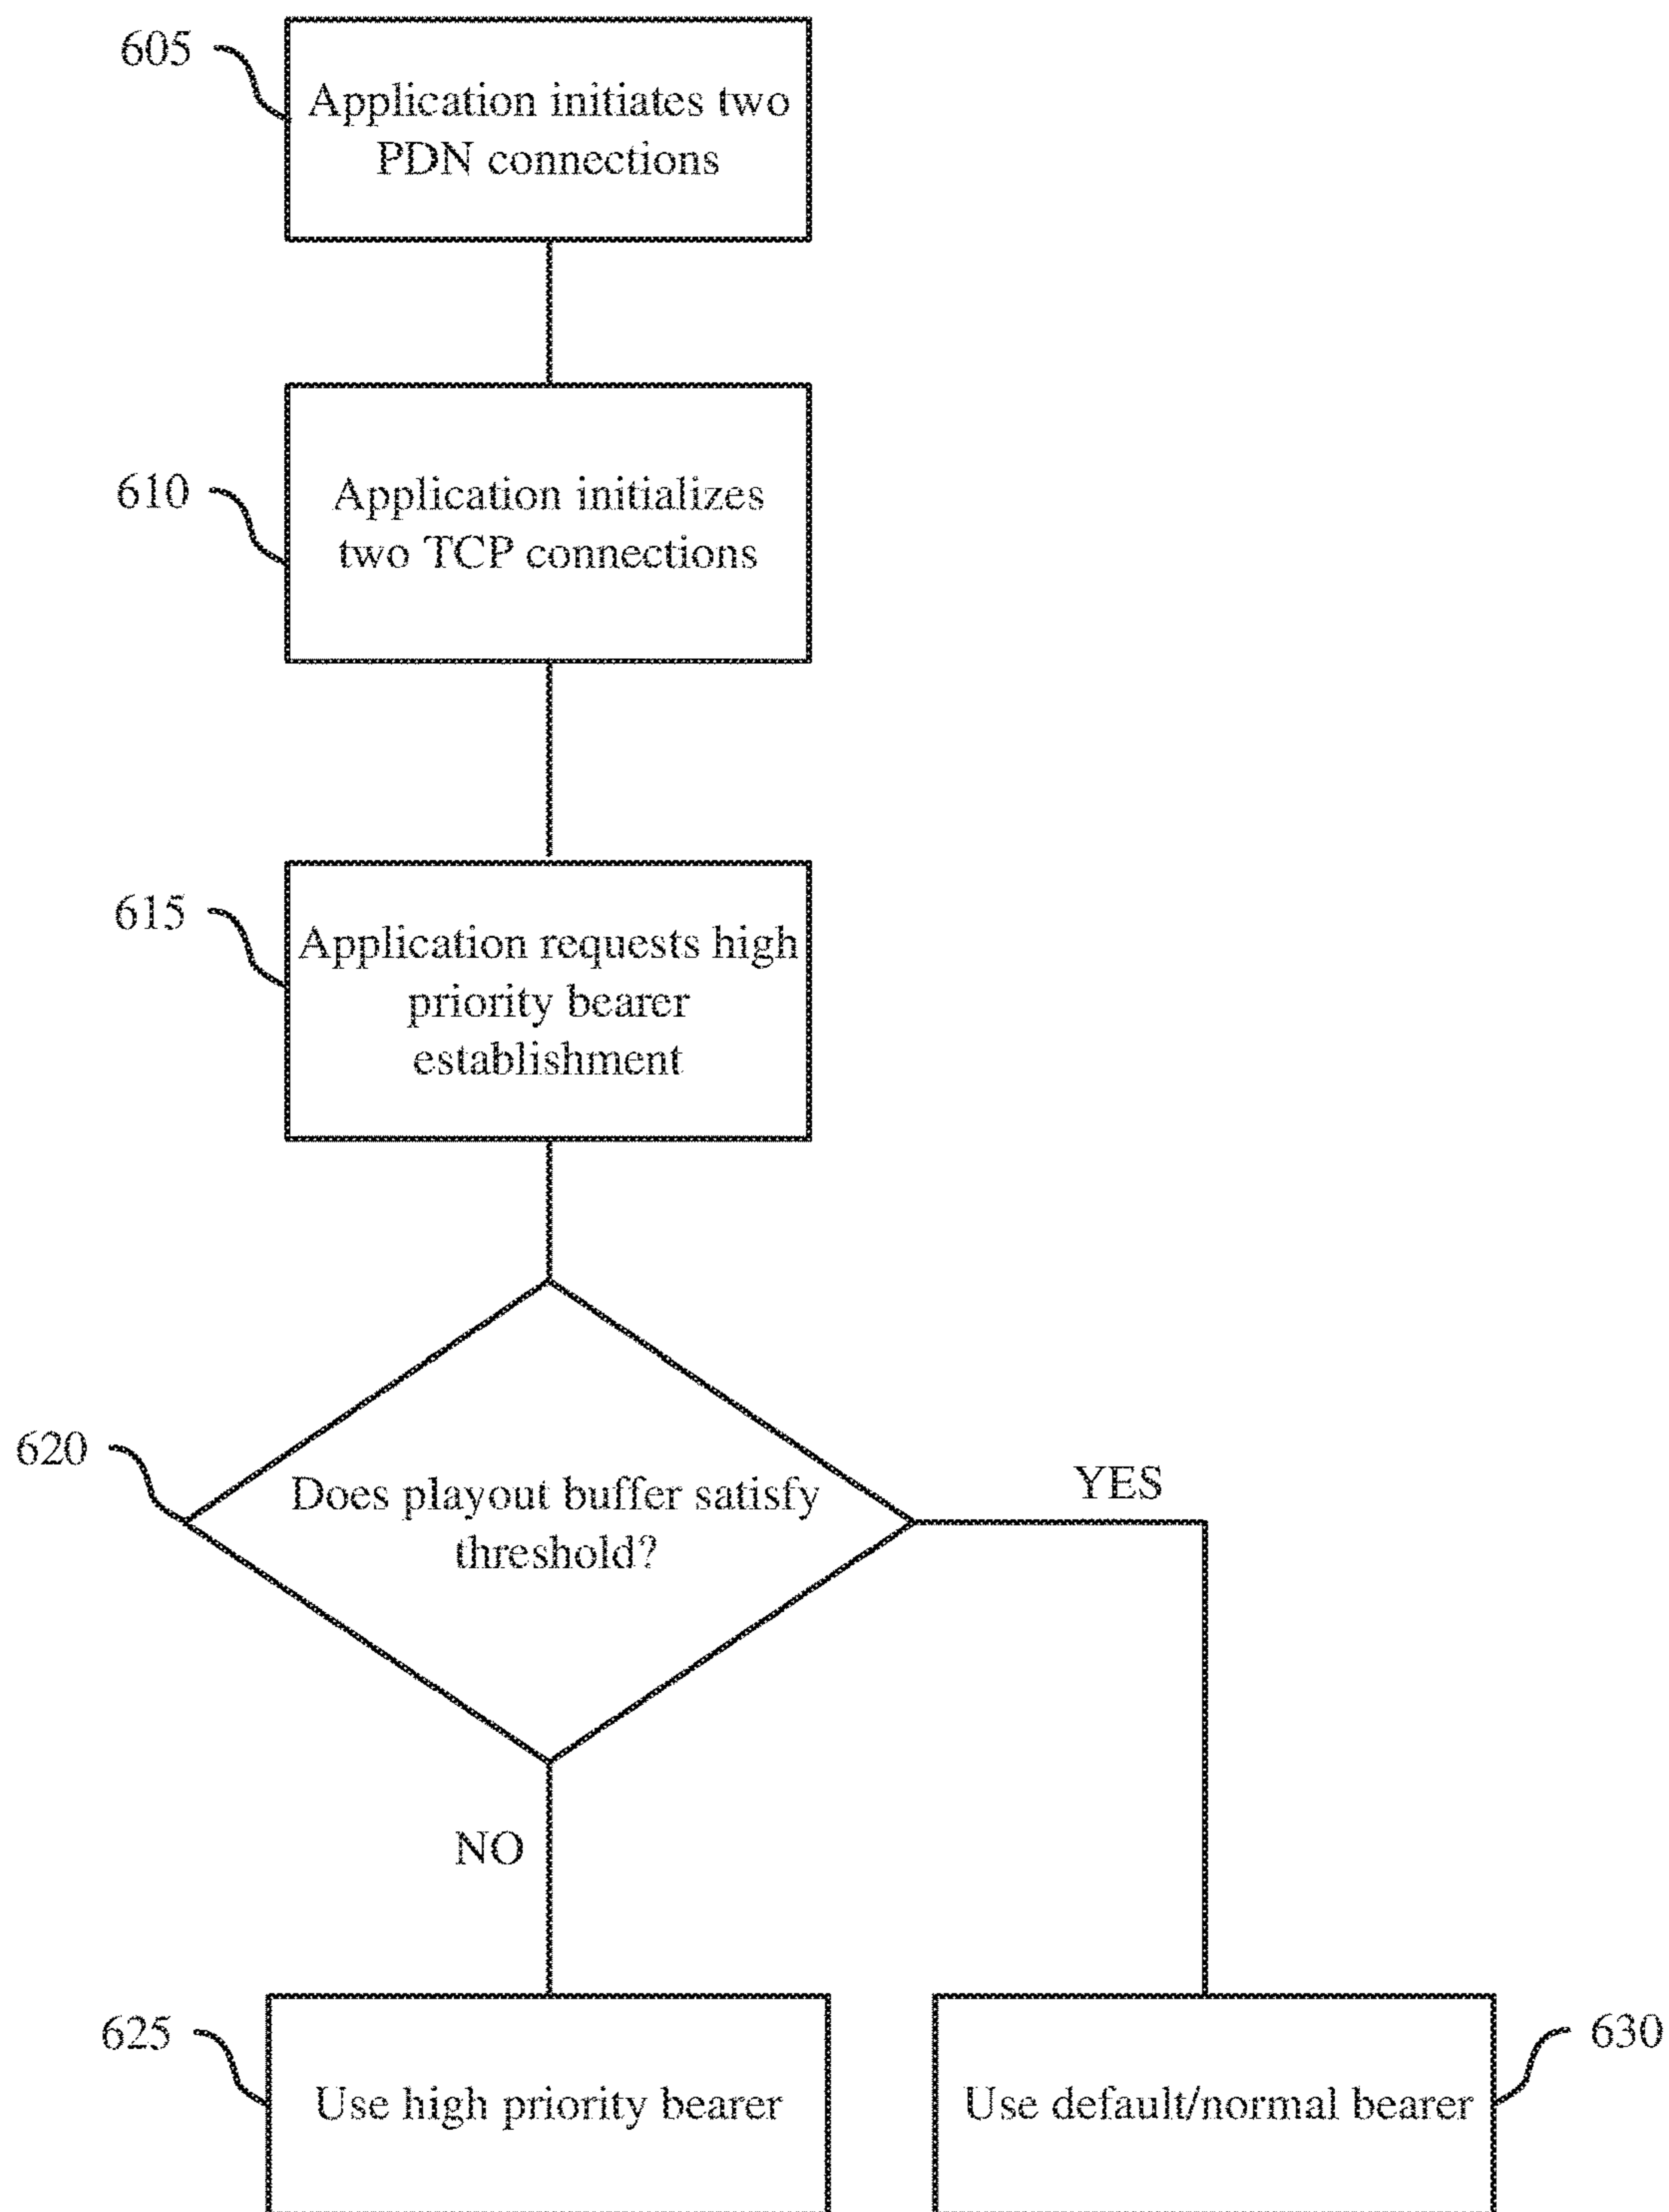 605
Application initiates two
PDN connections
610
Application initializes
two TCP connections
615
Application requests high
priority bearer
establishment
620
Does playout buffer satisfy
threshold?
YES
NO
625
Use high priority bearer
Use default/normal bearer
630